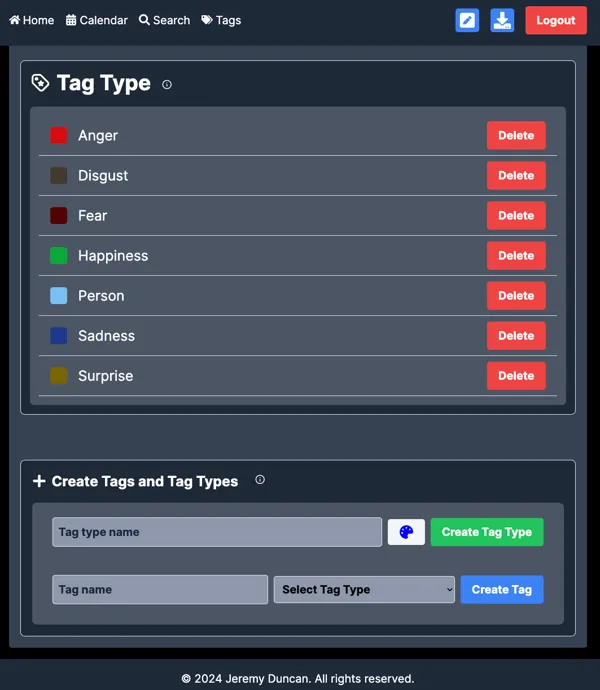 Home Calendar Search Tags Logout
Tag Type
Anger Delete
Disgust Delete
Fear Delete
Happiness Delete
Person Delete
Sadness Delete
Surprise Delete
Create Tags and Tag Types
Tag type name Create Tag Type
Tag name Select Tag Type Create Tag
© 2024 Jeremy Duncan. All rights reserved.